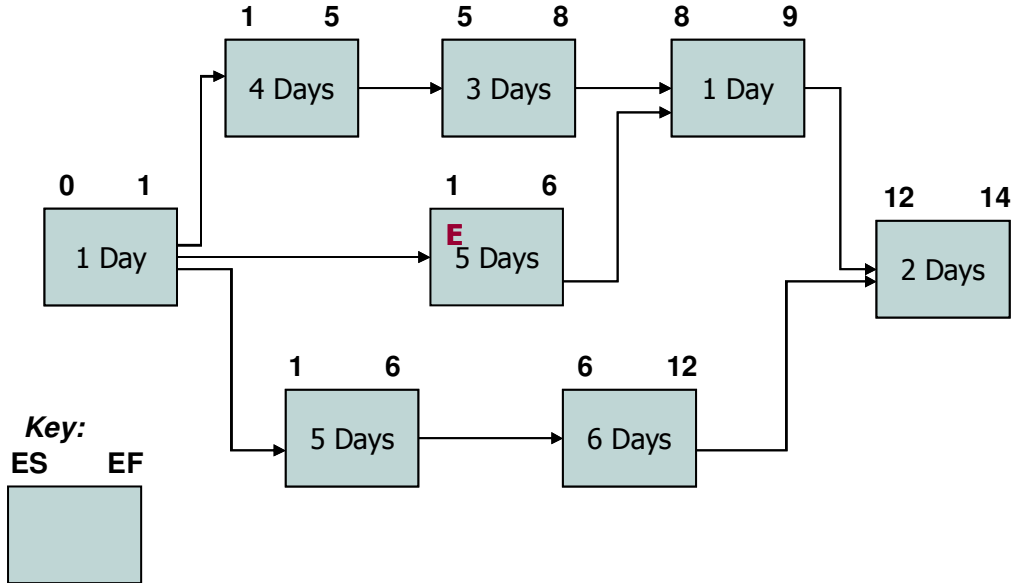 1 5
4 Days
5 8
3 Days
8 9
1 Day
0 1
1 Day
1 6
E
5 Days
12 14
2 Days
1 6
5 Days
6 12
6 Days
Key:
ES EF